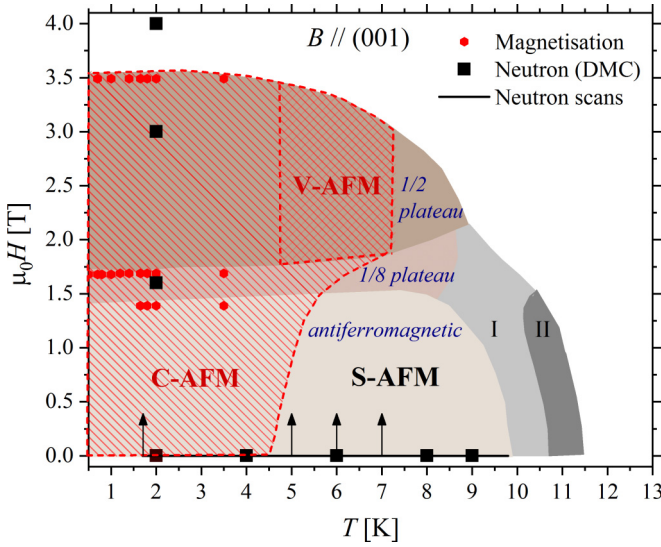 B // (001)
Magnetisation
Neutron (DMC)
Neutron scans
μ₀H [T]
4.0
3.5
3.0
2.5
2.0
1.5
1.0
0.5
0.0
V-AFM
1/2
plateau
1/8 plateau
antiferromagnetic
I
II
C-AFM
S-AFM
1 2 3 4 5 6 7 8 9 10 11 12 13
T [K]